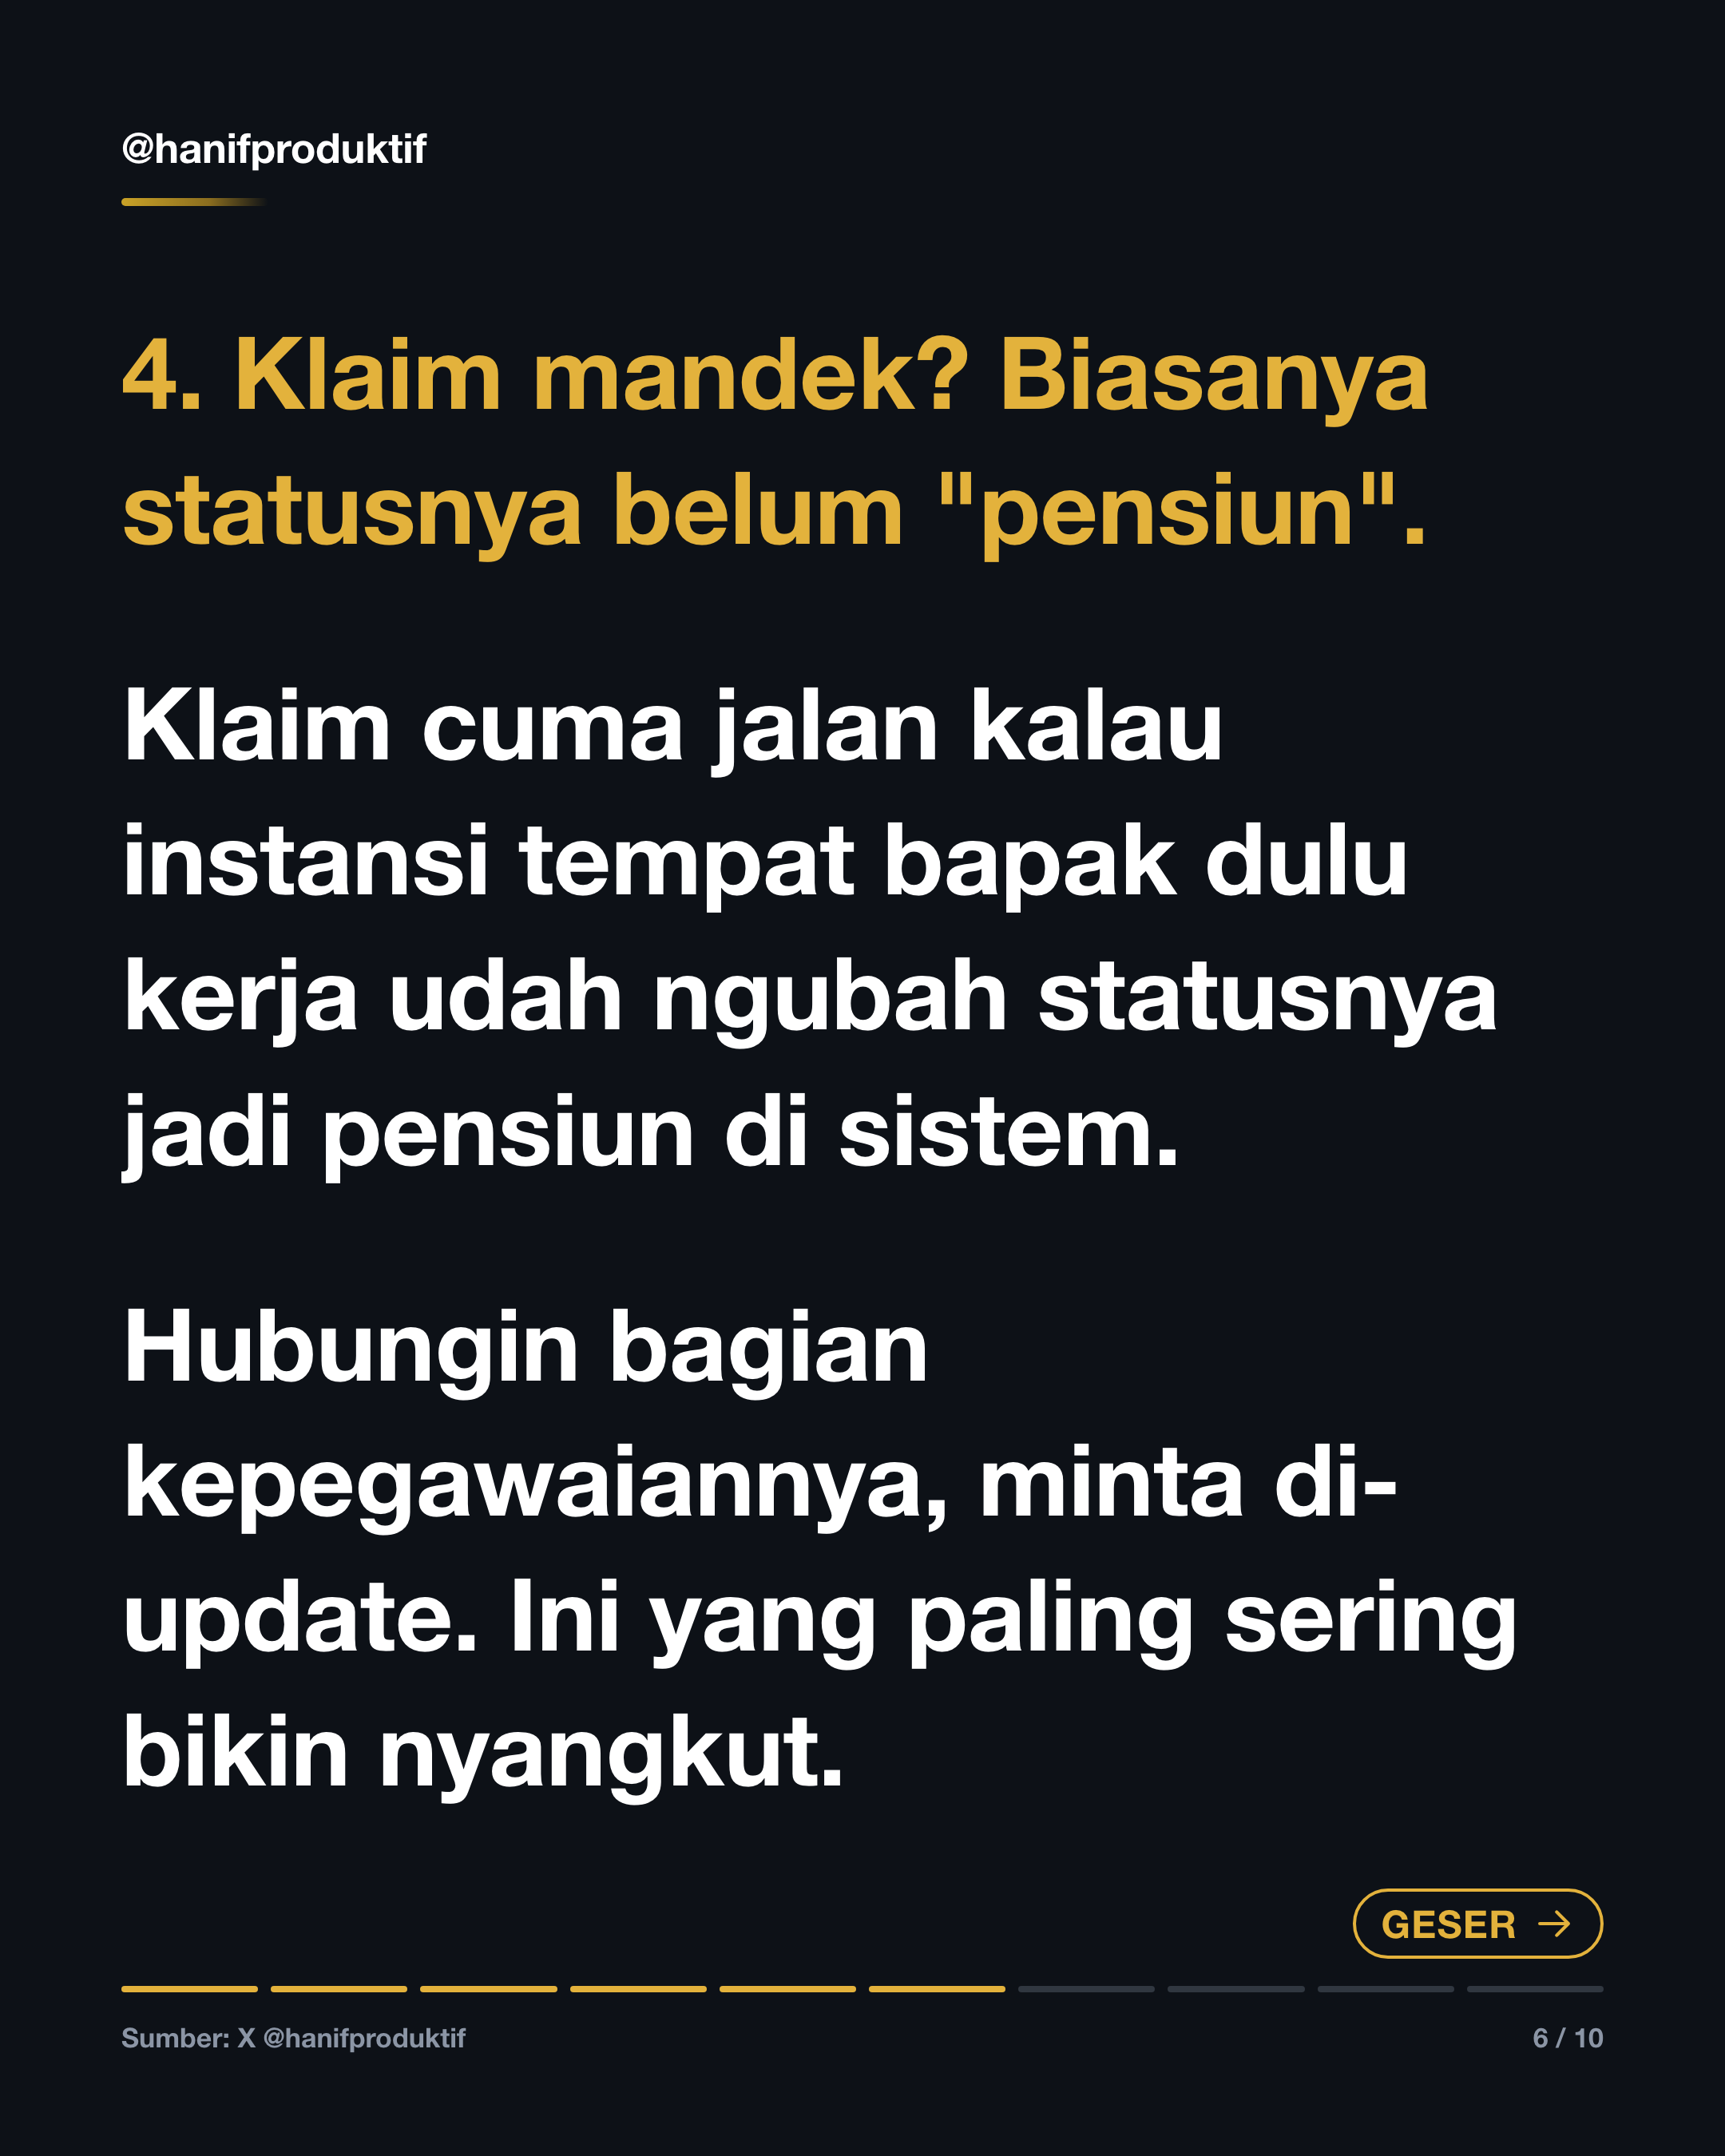 @hanifproduktif
4. Klaim mandek? Biasanya
statusnya belum "pensiun".
Klaim cuma jalan kalau
instansi tempat bapak dulu
kerja udah ngubah statusnya
jadi pensiun di sistem.
Hubungin bagian
kepegawaiannya, minta di-
update. Ini yang paling sering
bikin nyangkut.
GESER →
Sumber: X @hanifproduktif
6 / 10